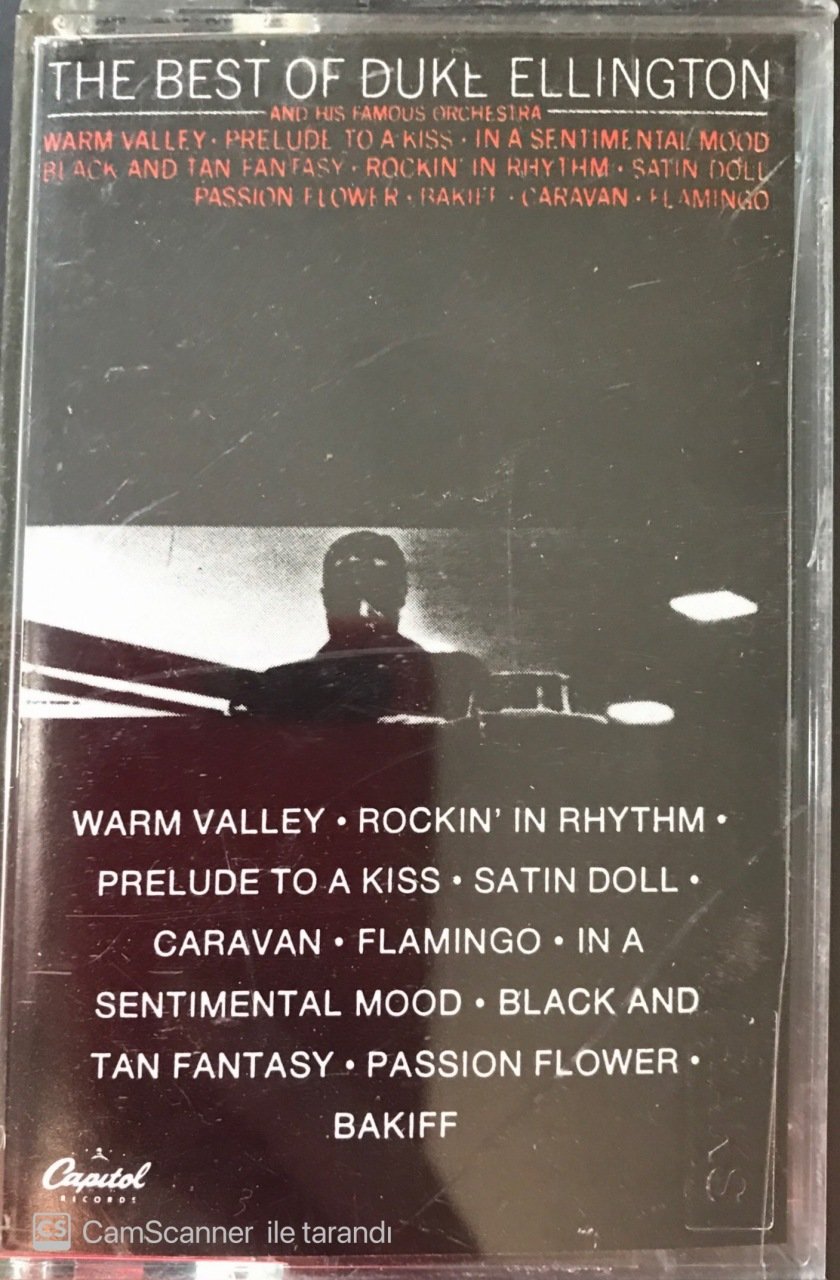 THE BEST OF DUKE ELLINGTON
AND HIS FAMOUS ORCHESTRA
WARM VALLEY · PRELUDE TO A KISS · IN A SENTIMENTAL MOOD
BLACK AND TAN FANTASY · ROCKIN' IN RHYTHM · SATIN DOLL
PASSION FLOWER · BAKIFF · CARAVAN · FLAMINGO
WARM VALLEY • ROCKIN' IN RHYTHM •
PRELUDE TO A KISS • SATIN DOLL •
CARAVAN • FLAMINGO • IN A
SENTIMENTAL MOOD • BLACK AND
TAN FANTASY • PASSION FLOWER •
BAKIFF
Capitol
RECORDS
CS CamScanner ile tarandı